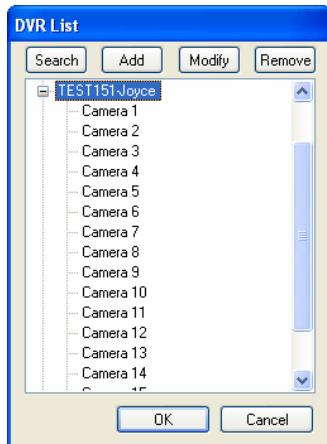 DVR List
Search Add Modify Remove
TEST151-Joyce
Camera 1
Camera 2
Camera 3
Camera 4
Camera 5
Camera 6
Camera 7
Camera 8
Camera 9
Camera 10
Camera 11
Camera 12
Camera 13
Camera 14
OK Cancel